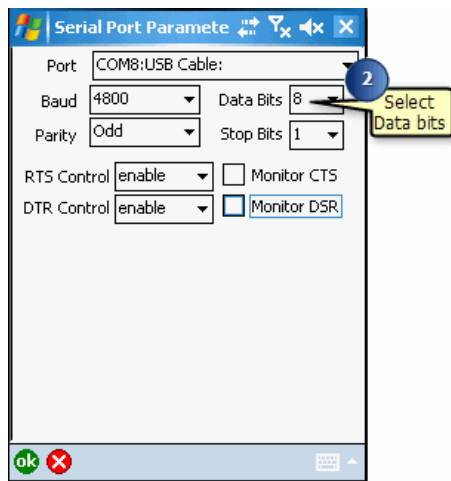 Serial Port Paramete
Port COM8:USB Cable:
Baud 4800 Data Bits 8
Parity Odd Stop Bits 1
RTS Control enable Monitor CTS
DTR Control enable Monitor DSR
2
Select
Data bits
ok